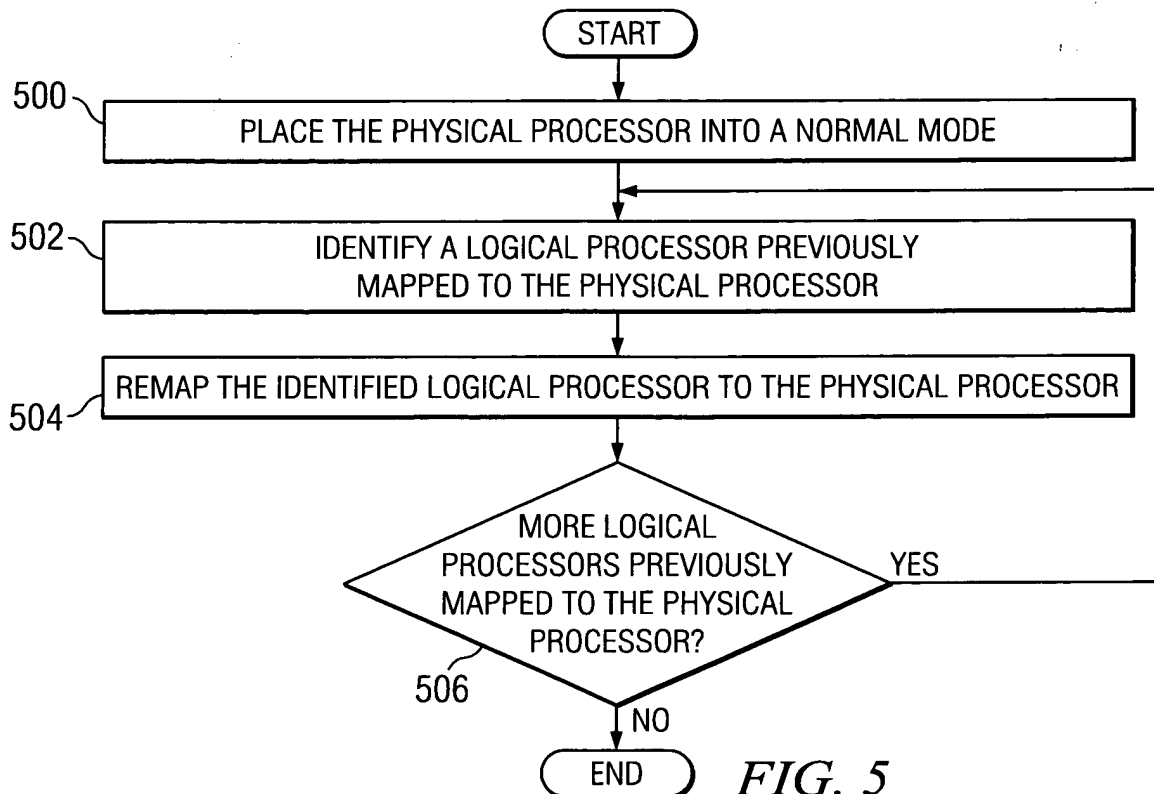 START
500
PLACE THE PHYSICAL PROCESSOR INTO A NORMAL MODE
502
IDENTIFY A LOGICAL PROCESSOR PREVIOUSLY
MAPPED TO THE PHYSICAL PROCESSOR
504
REMAP THE IDENTIFIED LOGICAL PROCESSOR TO THE PHYSICAL PROCESSOR
MORE LOGICAL
PROCESSORS PREVIOUSLY
MAPPED TO THE PHYSICAL
PROCESSOR?
YES
506
NO
END
FIG. 5